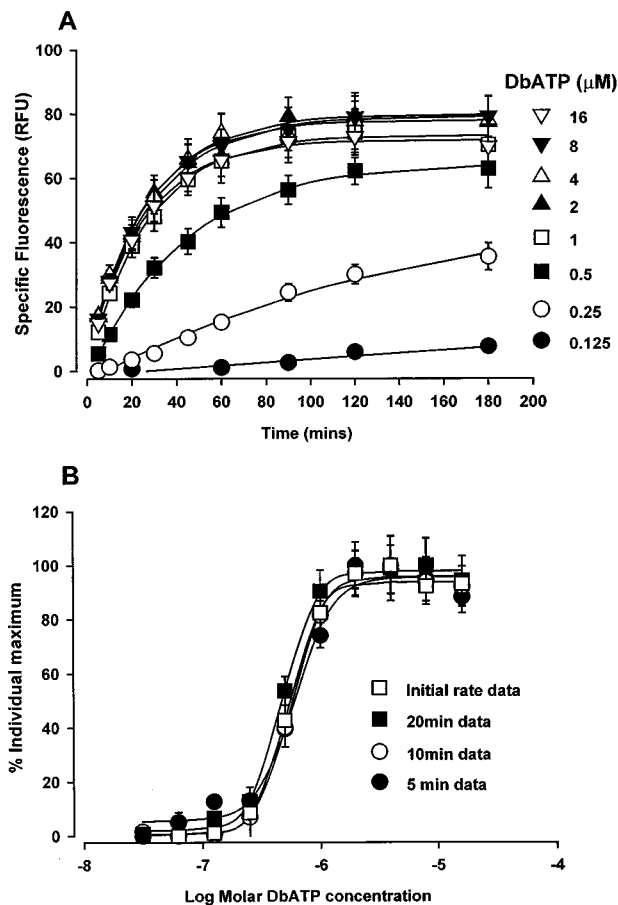 A
100
80
60
40
20
0
Specific Fluorescence (RFU)
0 20 40 60 80 100 120 140 160 180 200
Time (mins)
DbATP (μM)
16
8
4
2
1
0.5
0.25
0.125
B
120
100
80
60
40
20
0
% Individual maximum
Initial rate data
20min data
10min data
5 min data
-8 -7 -6 -5 -4
Log Molar DbATP concentration